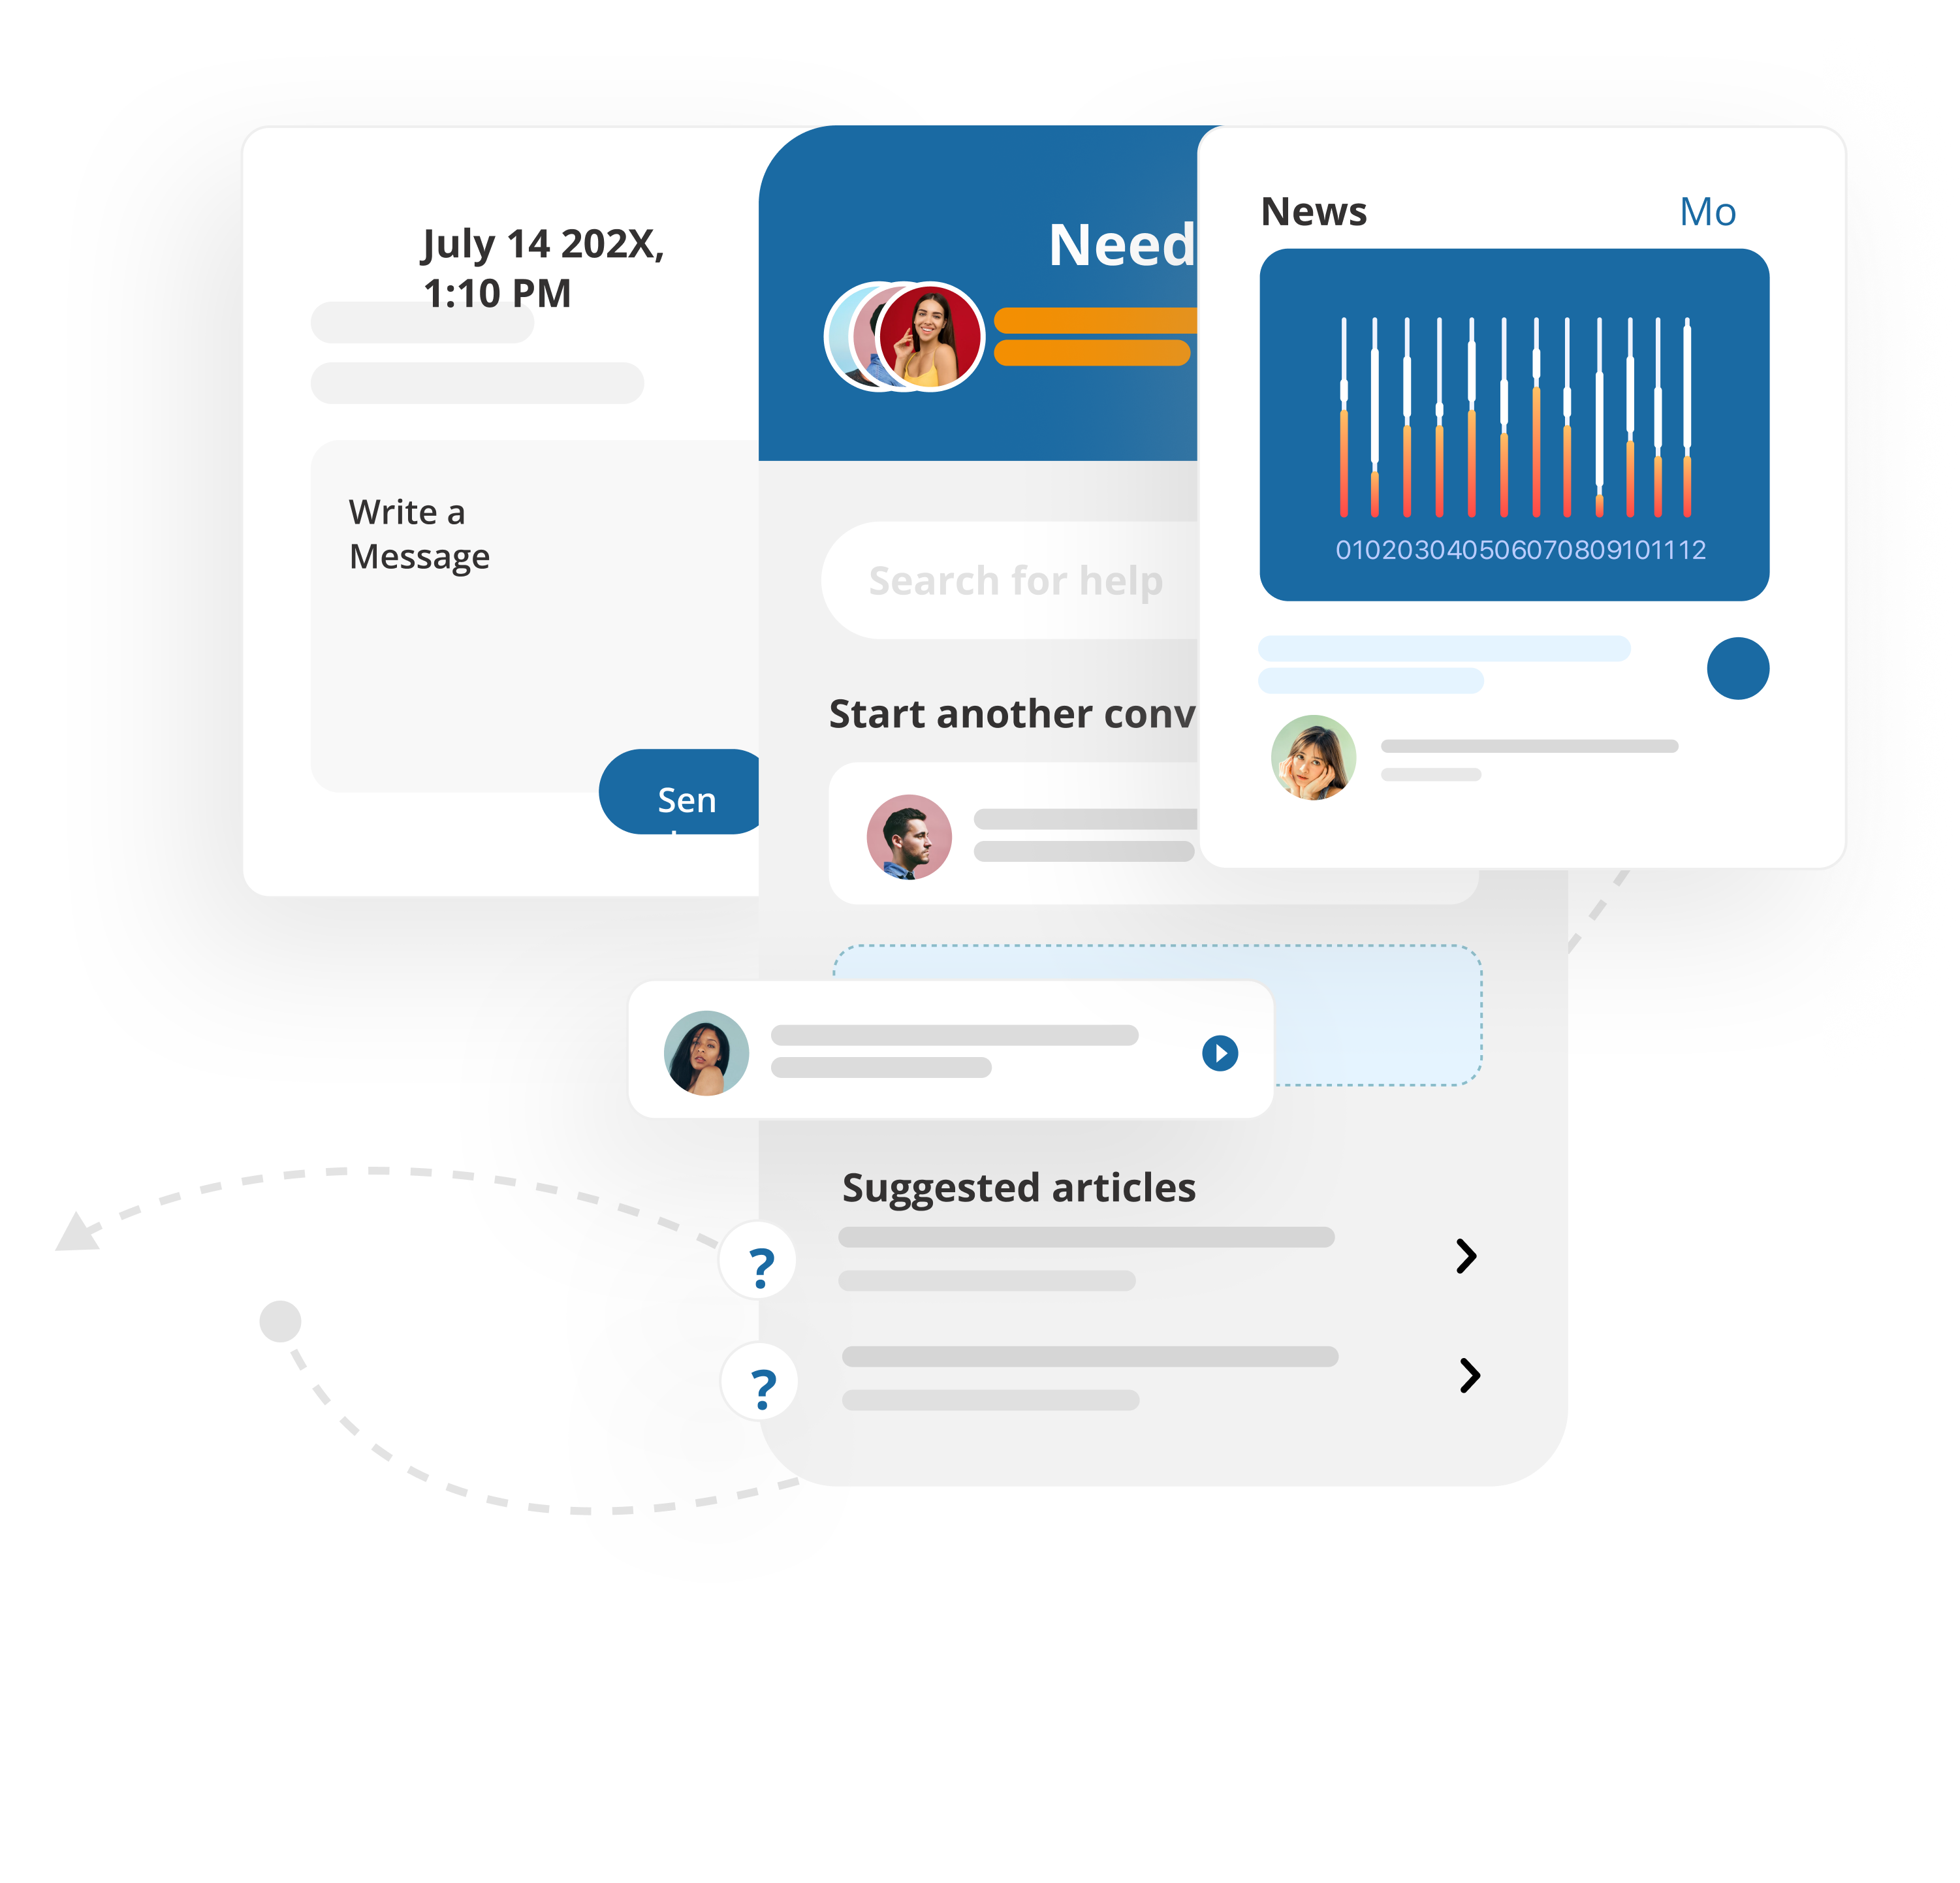 July 14 202X,
1:10 PM
Write a
Message
Sen
Need
Search for help
Start another conv
Suggested articles
?
?
News
Mo
010203040506070809101112